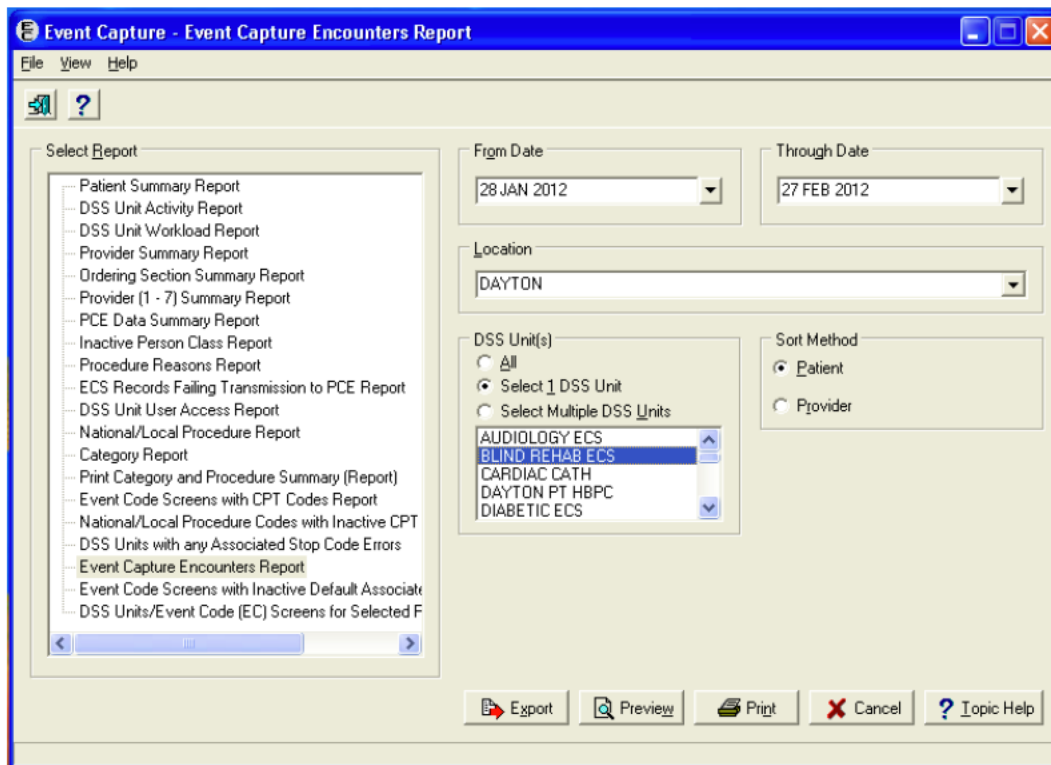 Event Capture - Event Capture Encounters Report
File View Help
Select Report
Patient Summary Report
DSS Unit Activity Report
DSS Unit Workload Report
Provider Summary Report
Ordering Section Summary Report
Provider (1 - 7) Summary Report
PCE Data Summary Report
Inactive Person Class Report
Procedure Reasons Report
ECS Records Failing Transmission to PCE Report
DSS Unit User Access Report
National/Local Procedure Report
Category Report
Print Category and Procedure Summary (Report)
Event Code Screens with CPT Codes Report
National/Local Procedure Codes with Inactive CPT
DSS Units with any Associated Stop Code Errors
Event Capture Encounters Report
Event Code Screens with Inactive Default Associate
DSS Units/Event Code (EC) Screens for Selected F
From Date
28 JAN 2012
Through Date
27 FEB 2012
Location
DAYTON
DSS Unit(s)
All
Select 1 DSS Unit
Select Multiple DSS Units
AUDIOLOGY ECS
BLIND REHAB ECS
CARDIAC CATH
DAYTON PT HBPC
DIABETIC ECS
Sort Method
Patient
Provider
Export Preview Print Cancel ? Topic Help